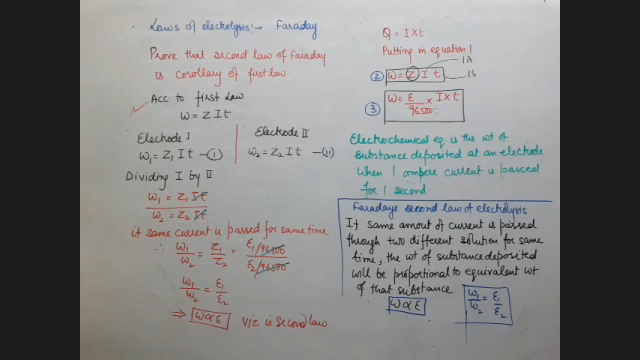 Laws of electrolysis:- Faraday
Prove that second law of Faraday
is corollary of first law.
Acc to First Law
W = Z I t
Electrode I
W₁ = Z₁ I t —(I)
Electrode II
W₂ = Z₂ I t —(II)
Dividing I by II
W₁ = Z₁ It
W₂ = Z₂ It
if same current is passed for same time
∴ W₁/W₂ = Z₁/Z₂ = E₁/96500 / E₂/96500
W₁/W₂ = E₁/E₂
⇒ W∝E viz is second law
Q = I × t
Putting in equation 1
1A
② W = Z I t
1S
③ W = E/96500 × I × t
Electrochemical eq. is the wt of
substance deposited at an electrode
when 1 ampere current is passed
for 1 second.
Faradays second law of electolysis
If same amount of current is passed
through two different solution for same
time, the wt of substance deposited
will be proportional to equivalent wt
of that substance
W∝E
W₁/W₂ = E₁/E₂